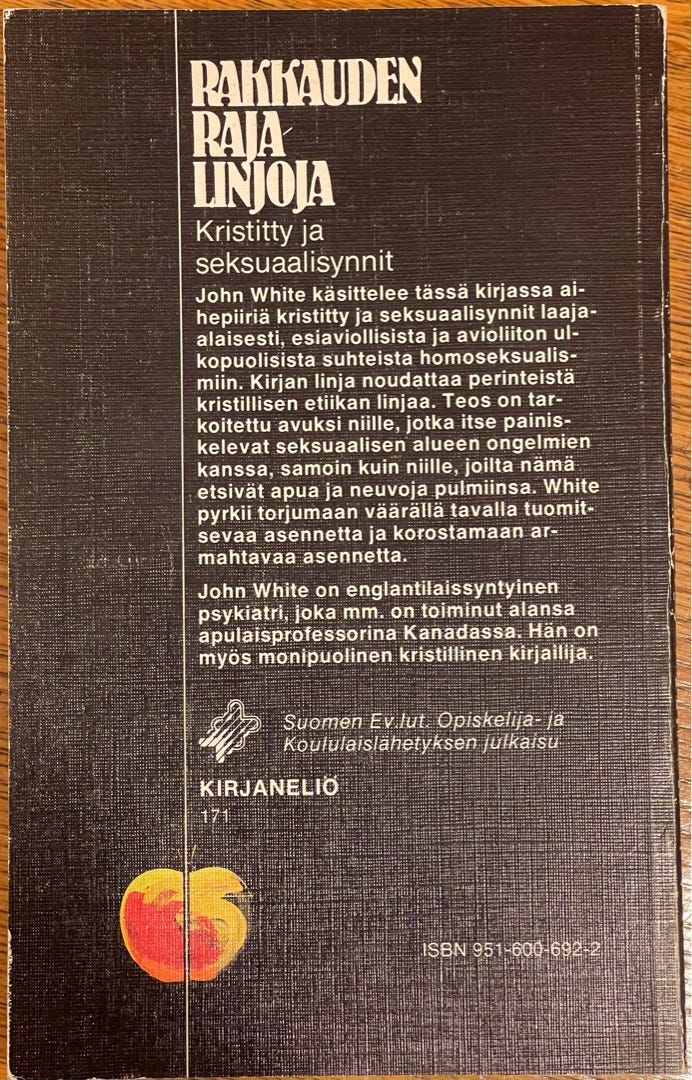 RAKKAUDEN
RAJA
LINJOJA
Kristitty ja
seksuaalisynnit
John White käsittelee tässä kirjassa ai-
hepiiriä kristitty ja seksuaalisynnit laaja-
alaisesti, esiaviollisista ja avioliiton ul-
kopuolisista suhteista homoseksualis-
miin. Kirjan linja noudattaa perinteistä
kristillisen etiikan linjaa. Teos on tar-
koitettu avuksi niille, jotka itse painis-
kelevat seksuaalisen alueen ongelmien
kanssa, samoin kuin niille, joilta nämä
etsivät apua ja neuvoja pulmiinsa. White
pyrkii torjumaan väärällä tavalla tuomit-
sevaa asennetta ja korostamaan ar-
mahtavaa asennetta.
John White on englantilaissyntyinen
psykiatri, joka mm. on toiminut alansa
apulaisprofessorina Kanadassa. Hän on
myös monipuolinen kristillinen kirjailija.
Suomen Ev.lut. Opiskelija- ja
Koululaislähetyksen julkaisu
KIRJANELIÖ
171
ISBN 951-600-692-2